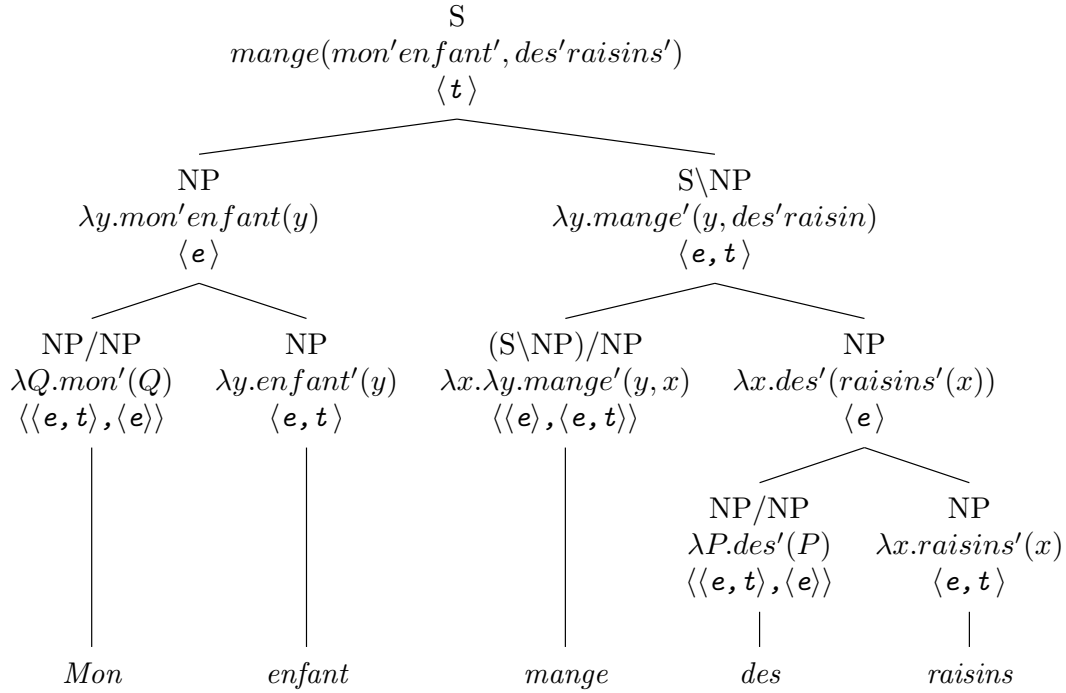 S
mange(mon′enfant′, des′raisins′)
⟨t⟩
NP S\NP
λy.mon′enfant(y) λy.mange′(y, des′raisin)
⟨e⟩ ⟨e,t⟩
NP/NP NP (S\NP)/NP NP
λQ.mon′(Q) λy.enfant′(y) λx.λy.mange′(y, x) λx.des′(raisins′(x))
⟨⟨e,t⟩,⟨e⟩⟩ ⟨e,t⟩ ⟨⟨e⟩,⟨e,t⟩⟩ ⟨e⟩
NP/NP NP
λP.des′(P) λx.raisins′(x)
⟨⟨e,t⟩,⟨e⟩⟩ ⟨e,t⟩
Mon enfant mange des raisins